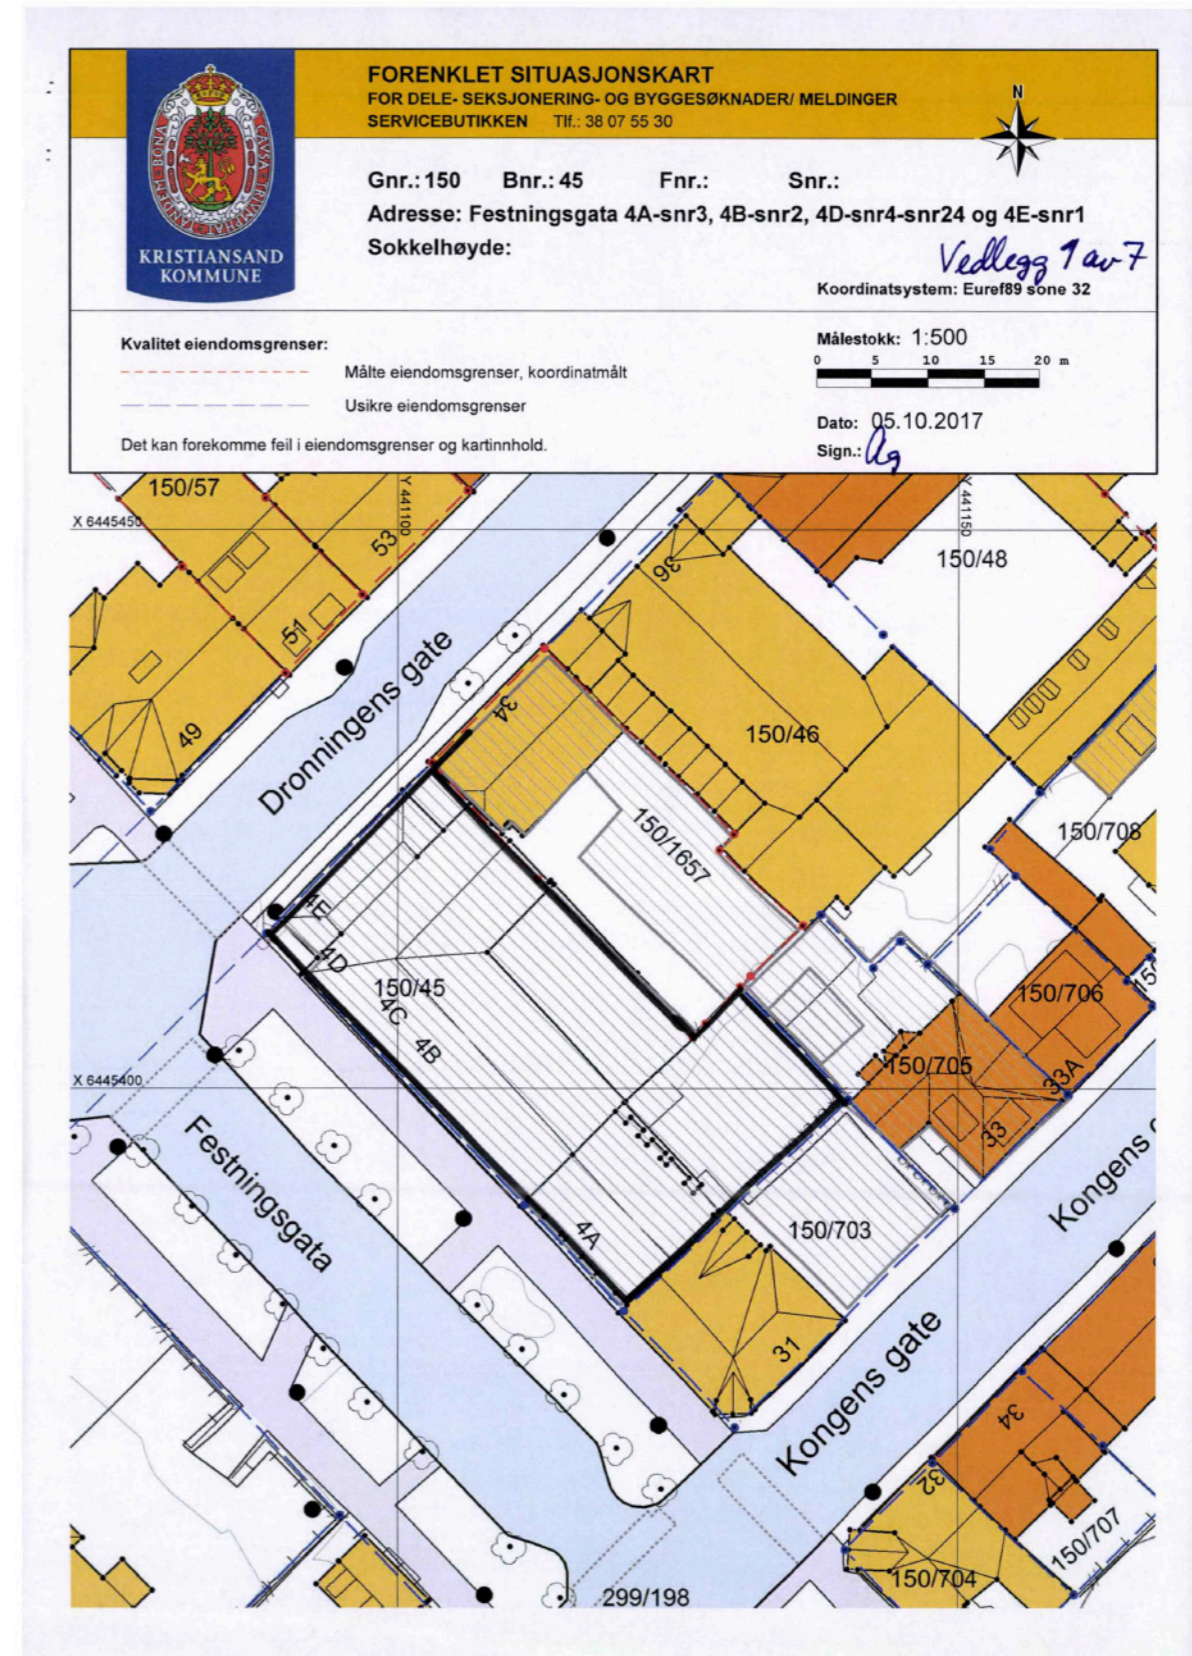 FORENKLET SITUASJONSKART
FOR DELE- SEKSJONERING- OG BYGGESØKNADER/ MELDINGER
SERVICEBUTIKKEN Tlf.: 38 07 55 30
N
KRISTIANSAND
KOMMUNE
Gnr.: 150 Bnr.: 45 Fnr.: Snr.:
Adresse: Festningsgata 4A-snr3, 4B-snr2, 4D-snr4-snr24 og 4E-snr1
Sokkelhøyde:
Vedlegg 1 av 7
Koordinatsystem: Euref89 sone 32
Kvalitet eiendomsgrenser:
Målte eiendomsgrenser, koordinatmålt
Usikre eiendomsgrenser
Det kan forekomme feil i eiendomsgrenser og kartinnhold.
Målestokk: 1:500
0 5 10 15 20 m
Dato: 05.10.2017
Sign.: Ag
150/57
Y 441100
Y 441150
X 6445450
53
36
150/48
51
Dronningens gate
49
34
150/46
150/1657
150/708
4E
4D
150/45
4C
4B
150/706
150/705
33A
33
X 6445400
Festningsgata
4A
150/703
Kongens g
31
Kongens gate
34
32
150/707
150/704
299/198